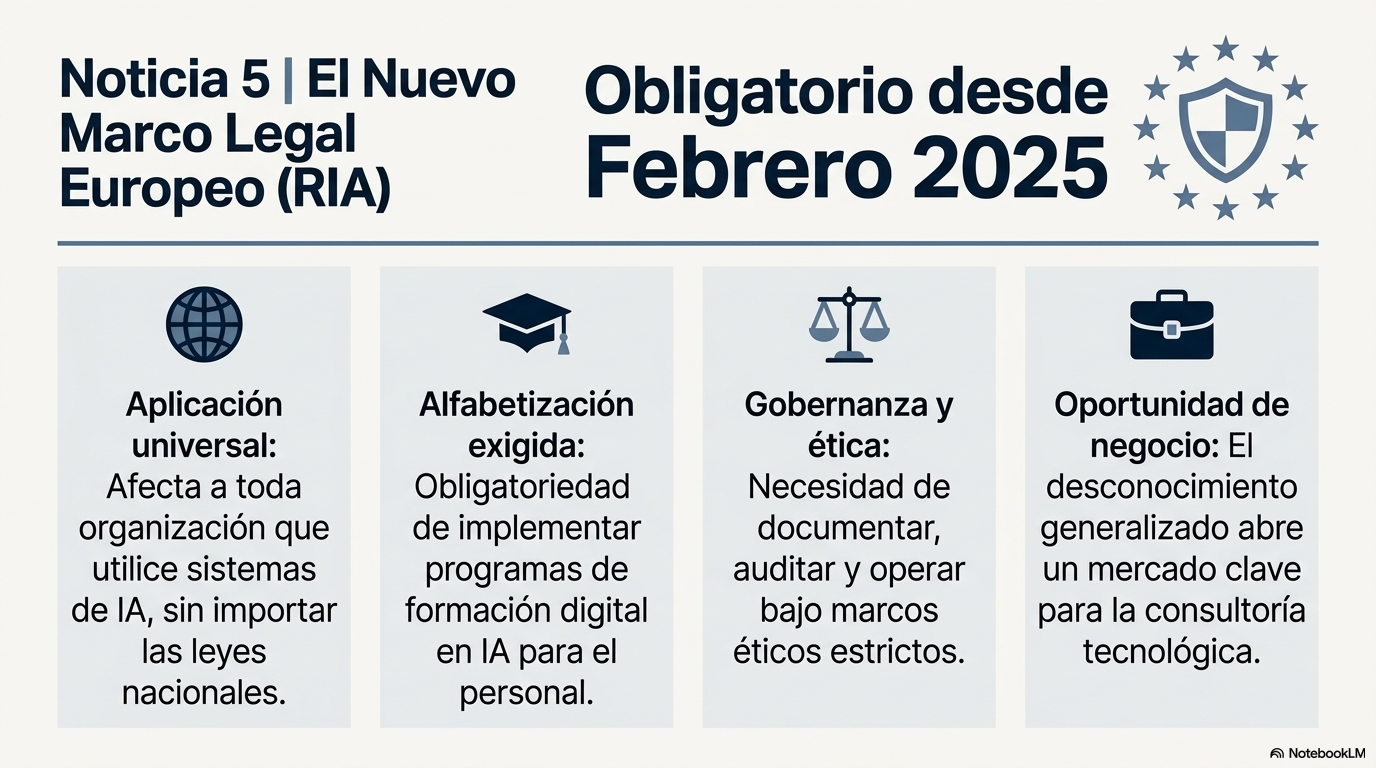 Noticia 5 | El Nuevo
Marco Legal
Europeo (RIA)
Obligatorio desde
Febrero 2025
Aplicación
universal:
Afecta a toda
organización que
utilice sistemas
de IA, sin importar
las leyes
nacionales.
Alfabetización
exigida:
Obligatoriedad
de implementar
programas de
formación digital
en IA para el
personal.
Gobernanza y
ética:
Necesidad de
documentar,
auditar y operar
bajo marcos
éticos estrictos.
Oportunidad de
negocio: El
desconocimiento
generalizado abre
un mercado clave
para la consultoría
tecnológica.
NotebookLM